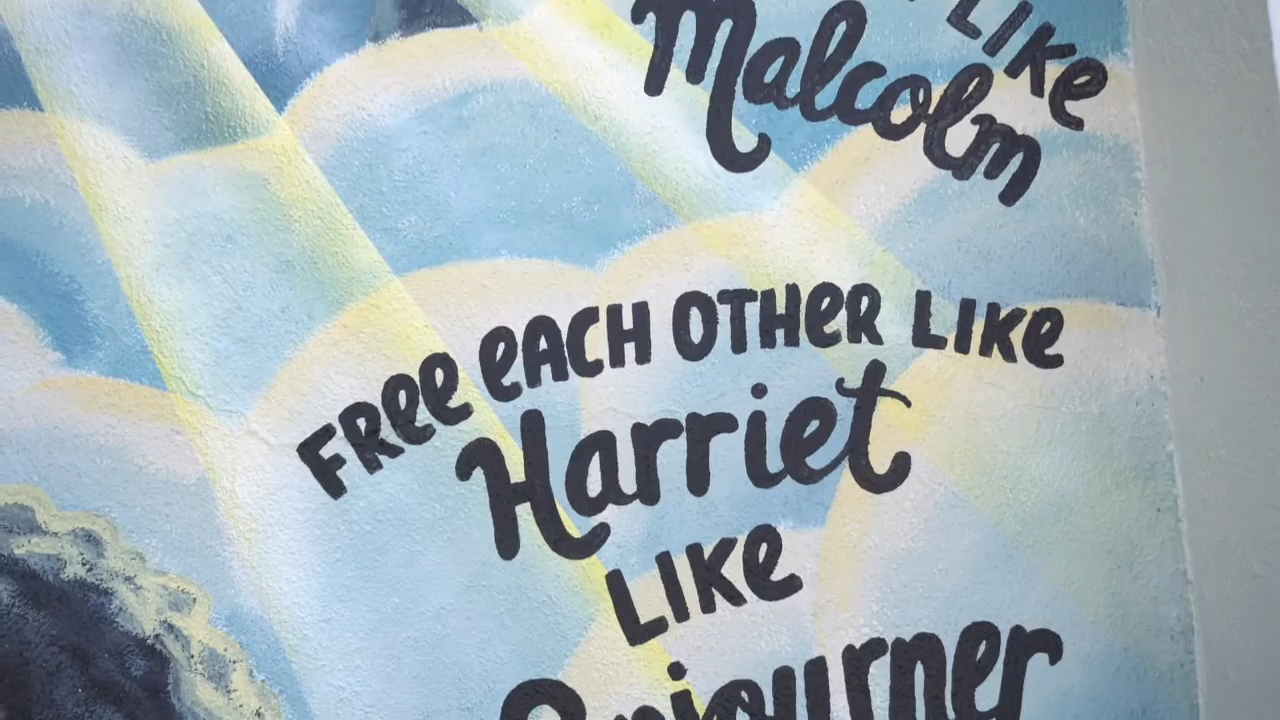 LIKE
Malcolm
FREE EACH OTHER LIKE
Harriet
LIKE
Sojourner